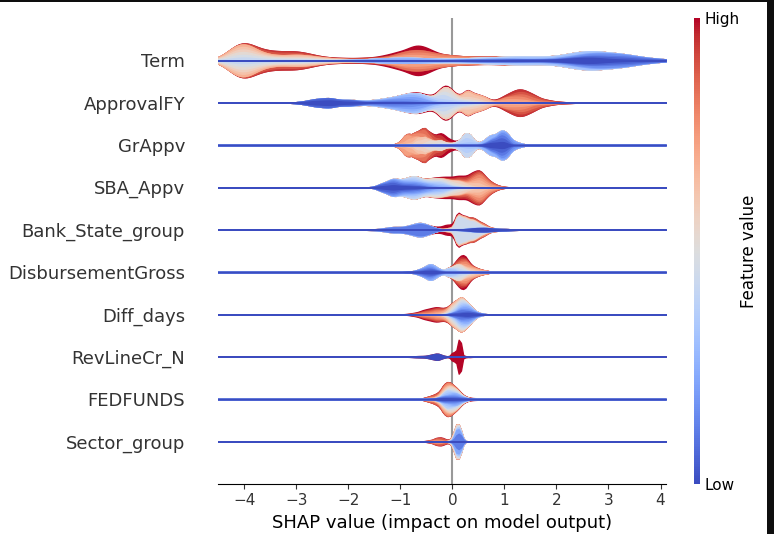 High
Term
ApprovalFY
GrAppv
SBA_Appv
Bank_State_group
DisbursementGross
Diff_days
RevLineCr_N
FEDFUNDS
Sector_group
Feature value
Low
−4 −3 −2 −1 0 1 2 3 4
SHAP value (impact on model output)